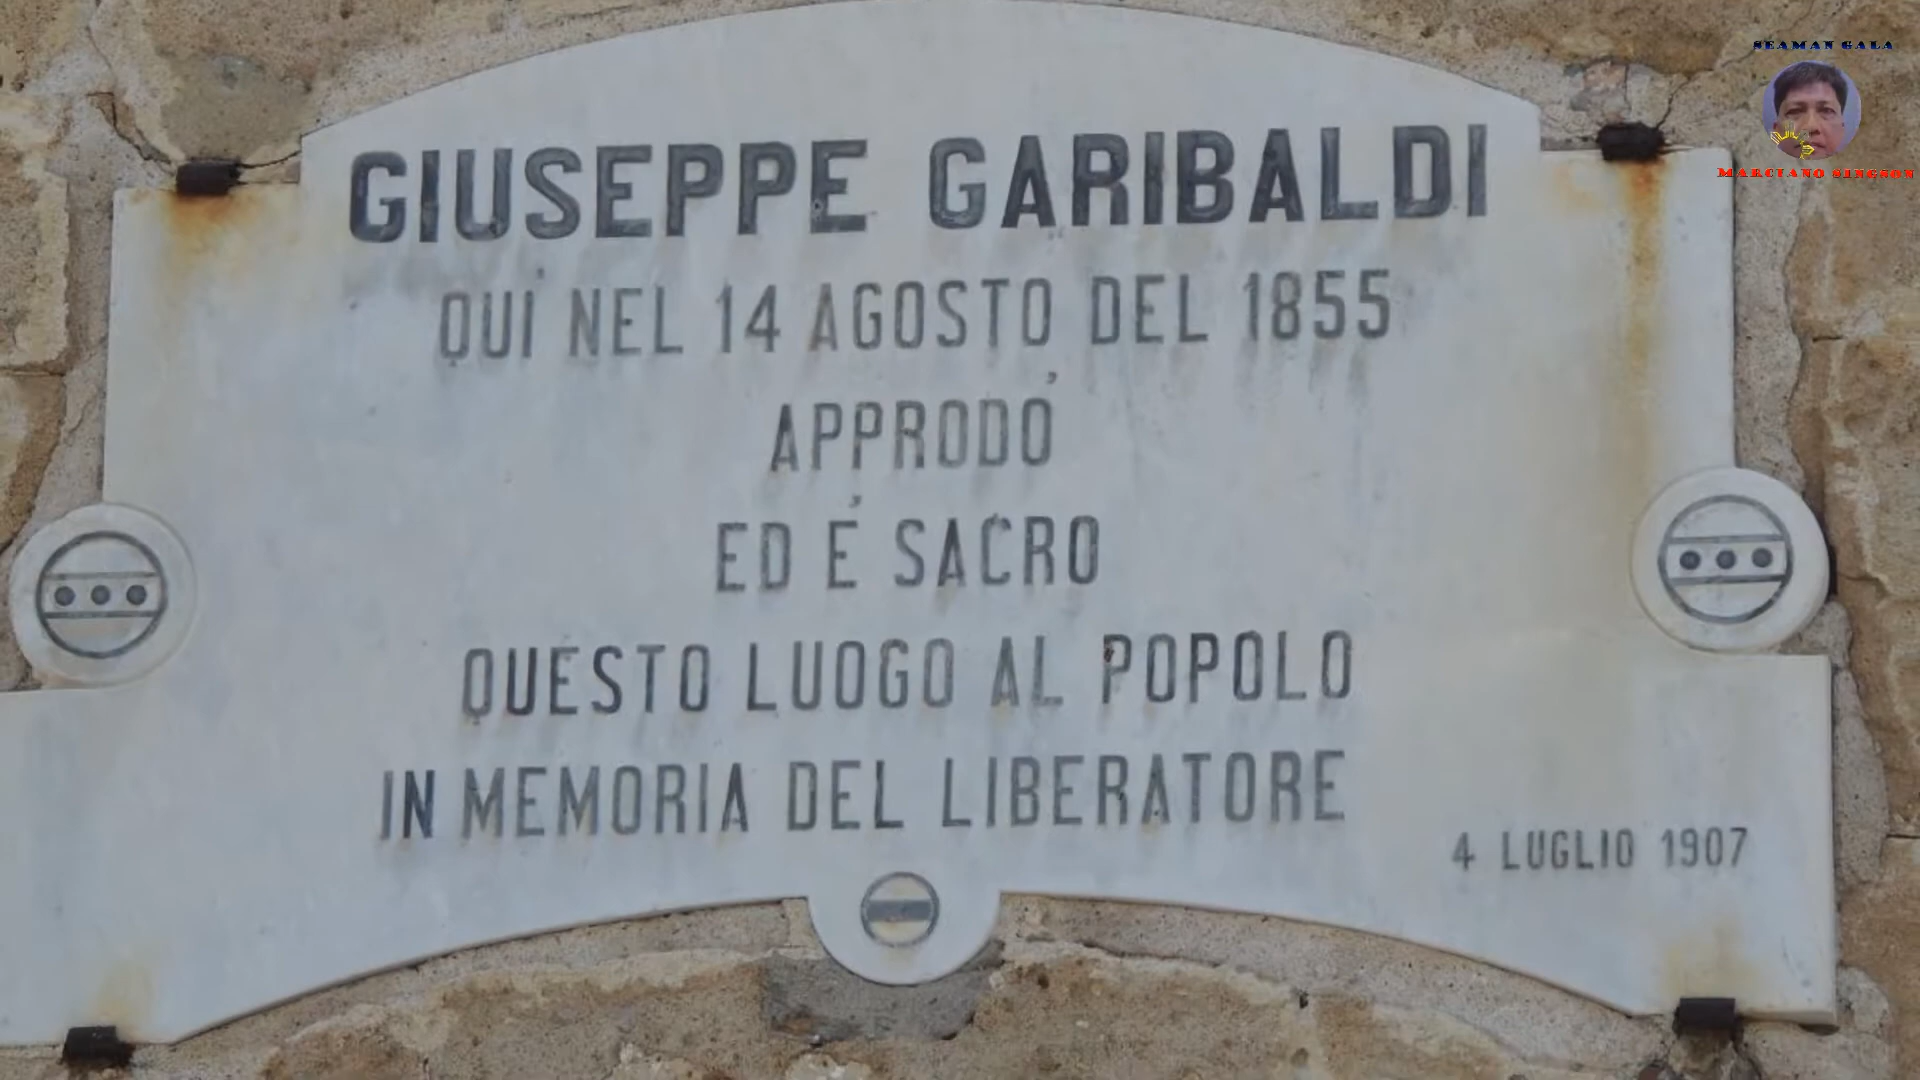 SEAMAN GALA
MARCIANO SINGSON
GIUSEPPE GARIBALDI
QUI NEL 14 AGOSTO DEL 1855
APPRODÒ
ED È SACRO
QUESTO LUOGO AL POPOLO
IN MEMORIA DEL LIBERATORE
4 LUGLIO 1907